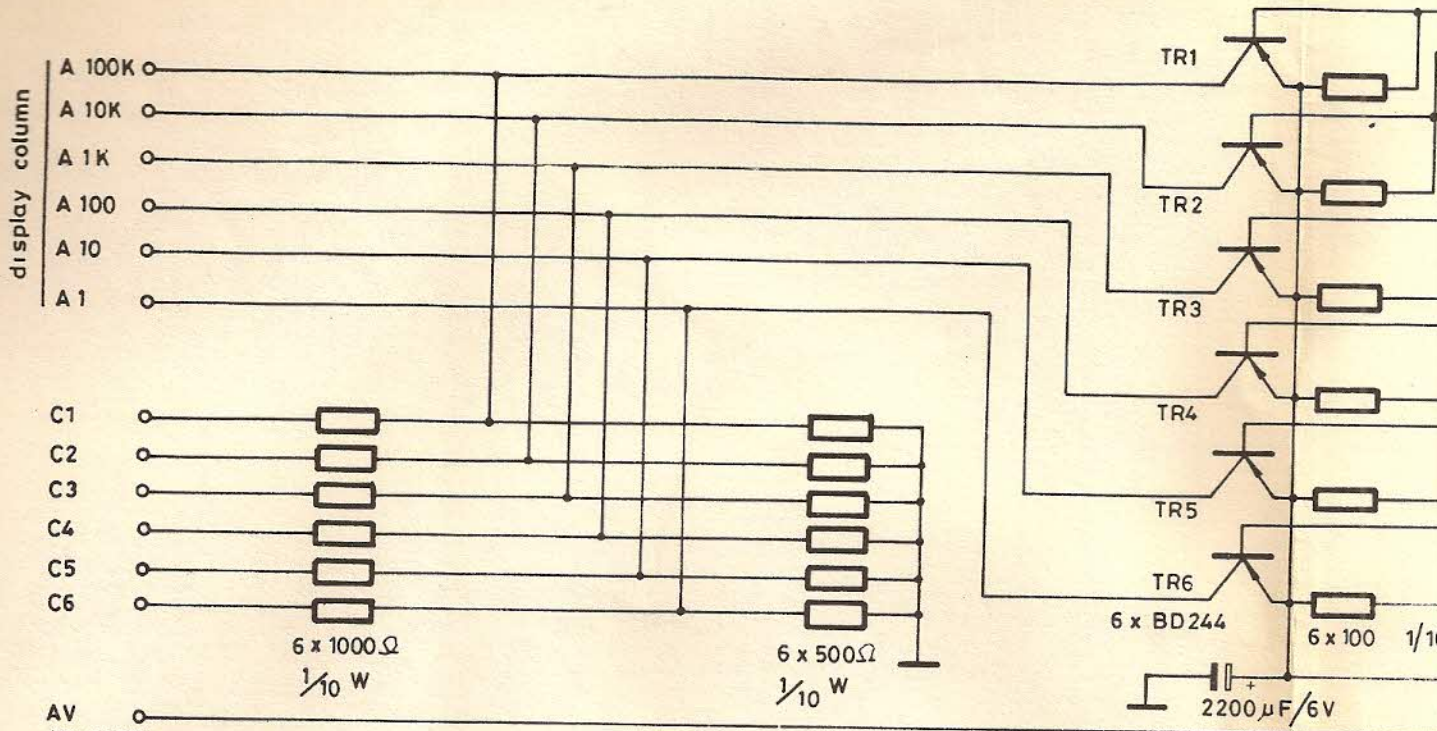 display column
A 100K
A 10K
A 1K
A 100
A 10
A 1
C1
C2
C3
C4
C5
C6
6 x 1000Ω
1/10 W
6 x 500Ω
1/10 W
TR1
TR2
TR3
TR4
TR5
TR6
6 x BD244
6 x 100
+
2200µF/6V
AV